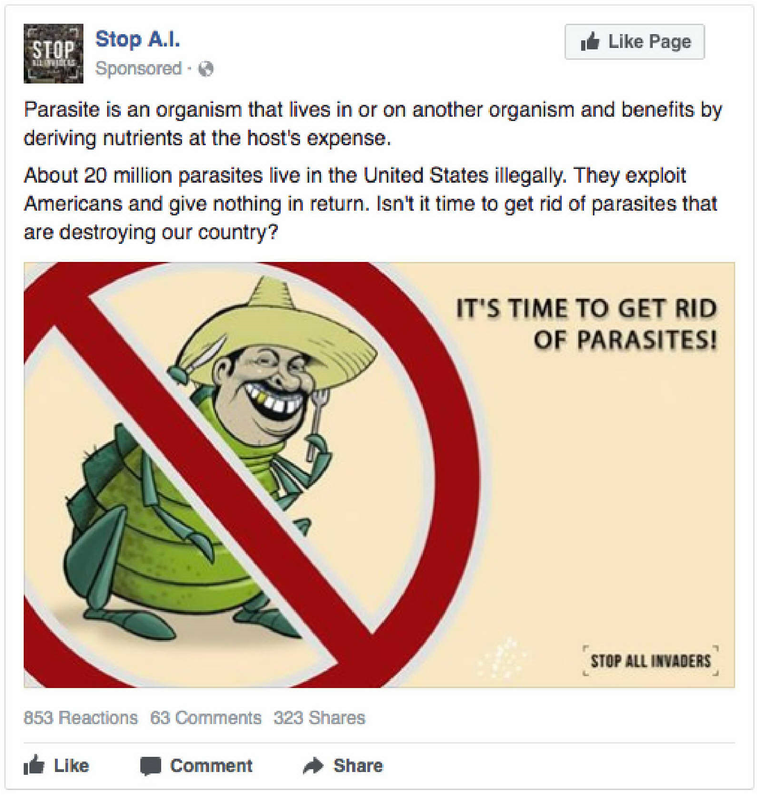 STOP
ALL INVADERS
Stop A.I.
Like Page
Sponsored ·
Parasite is an organism that lives in or on another organism and benefits by
deriving nutrients at the host's expense.
About 20 million parasites live in the United States illegally. They exploit
Americans and give nothing in return. Isn't it time to get rid of parasites that
are destroying our country?
IT'S TIME TO GET RID
OF PARASITES!
STOP ALL INVADERS
853 Reactions 63 Comments 323 Shares
Like Comment Share